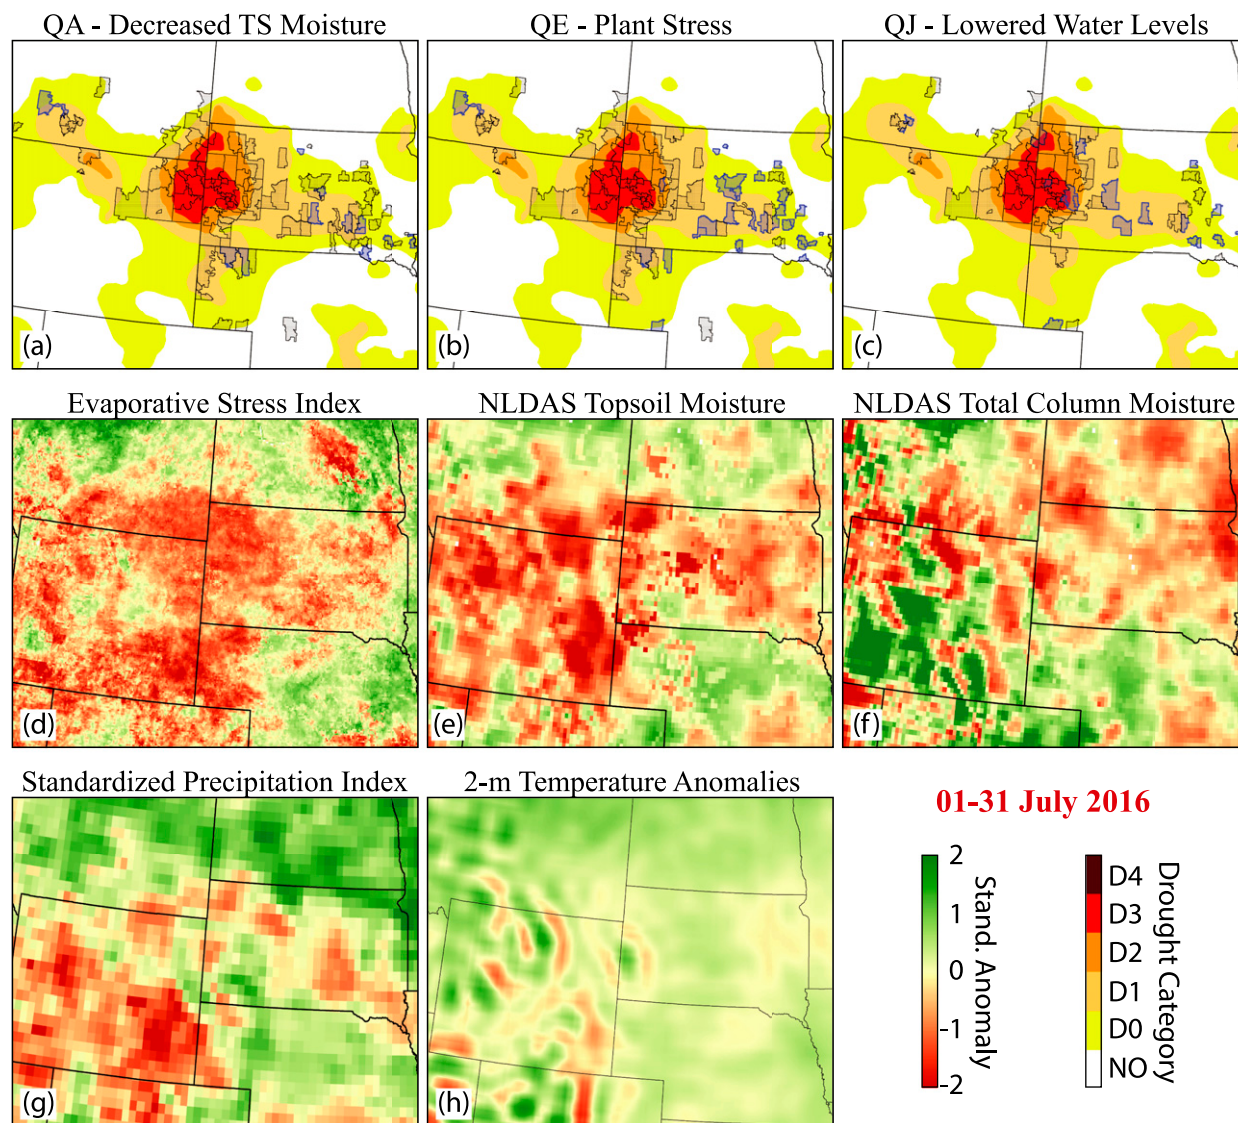 QA - Decreased TS Moisture
QE - Plant Stress
QJ - Lowered Water Levels
(a)
(b)
(c)
Evaporative Stress Index
NLDAS Topsoil Moisture
NLDAS Total Column Moisture
(d)
(e)
(f)
Standardized Precipitation Index
2-m Temperature Anomalies
(g)
(h)
01-31 July 2016
2
1
0
-1
-2
Stand. Anomaly
D4
D3
D2
D1
D0
NO
Drought Category